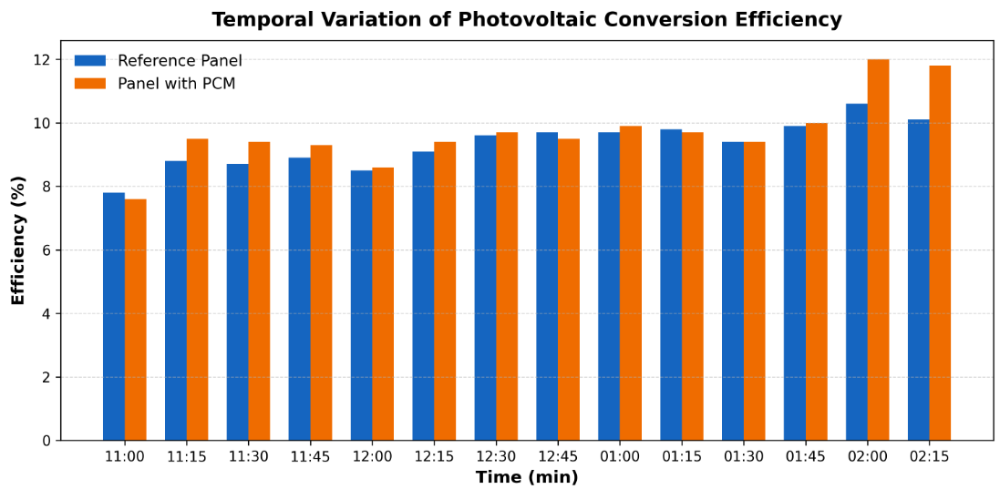 Temporal Variation of Photovoltaic Conversion Efficiency
Reference Panel
Panel with PCM
Efficiency (%)
12
10
8
6
4
2
0
11:00 11:15 11:30 11:45 12:00 12:15 12:30 12:45 01:00 01:15 01:30 01:45 02:00 02:15
Time (min)